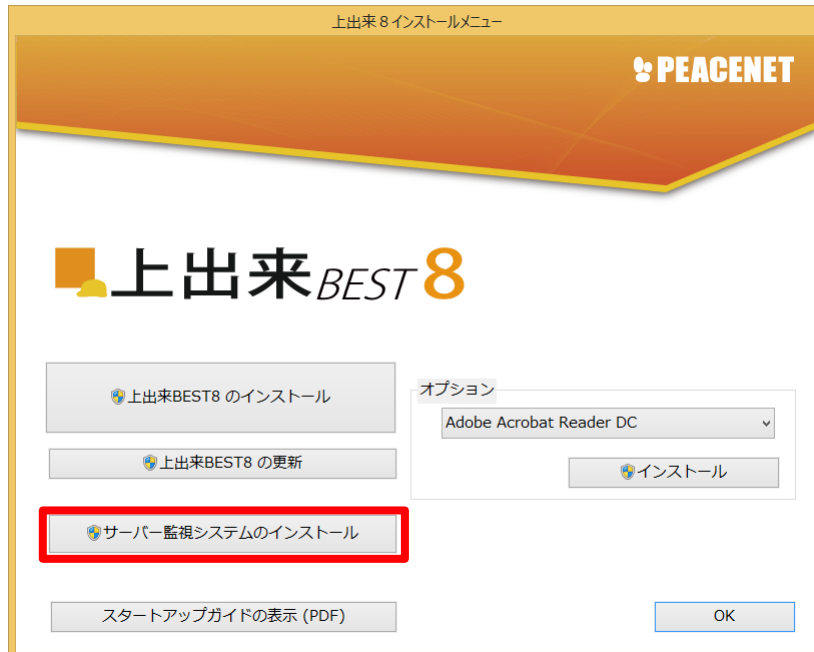 上出来8インストールメニュー
PEACENET
上出来BEST8
上出来BEST8 のインストール
オプション
Adobe Acrobat Reader DC
上出来BEST8 の更新
インストール
サーバー監視システムのインストール
スタートアップガイドの表示 (PDF)
OK